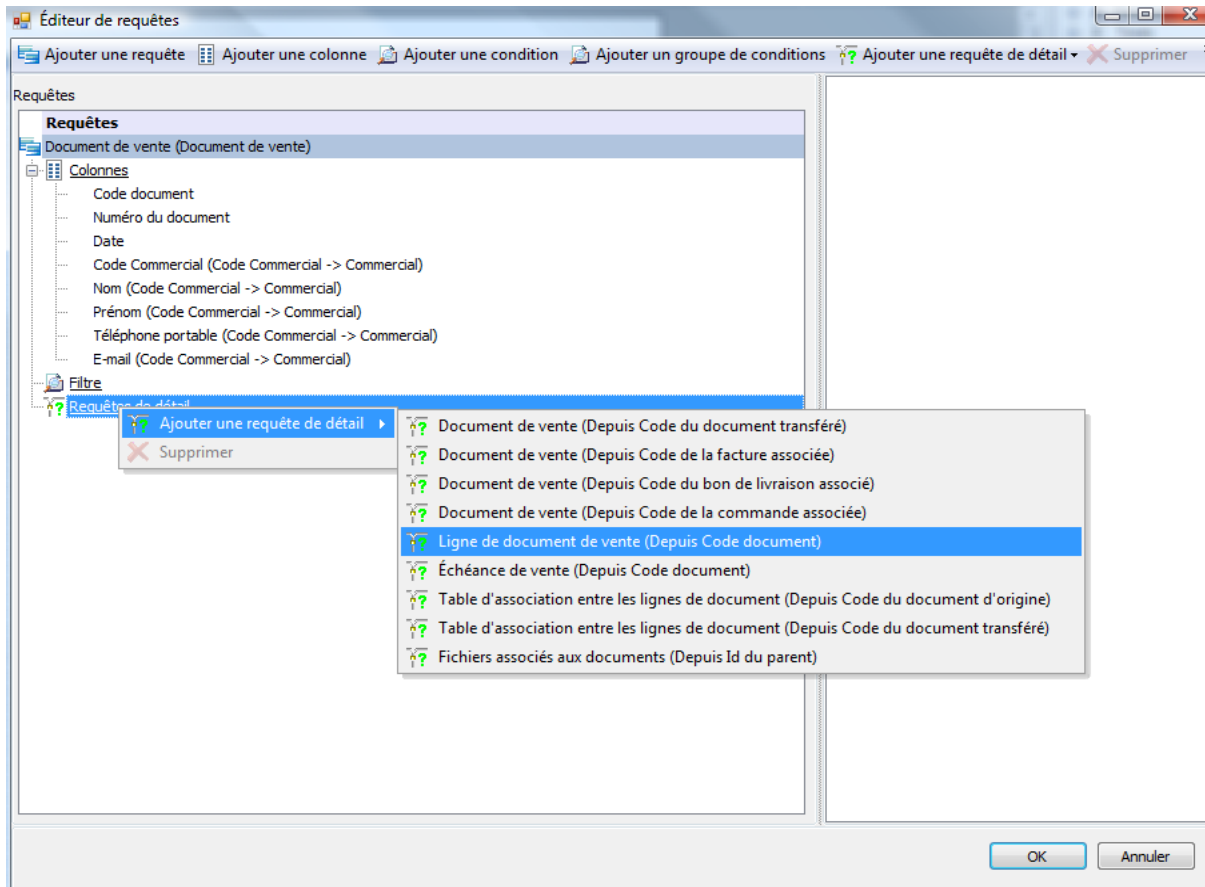 Éditeur de requêtes
Ajouter une requête Ajouter une colonne Ajouter une condition Ajouter un groupe de conditions Ajouter une requête de détail Supprimer
Requêtes
Requêtes
Document de vente (Document de vente)
Colonnes
Code document
Numéro du document
Date
Code Commercial (Code Commercial -> Commercial)
Nom (Code Commercial -> Commercial)
Prénom (Code Commercial -> Commercial)
Téléphone portable (Code Commercial -> Commercial)
E-mail (Code Commercial -> Commercial)
Filtre
Requêtes de détail
Ajouter une requête de détail
Supprimer
Document de vente (Depuis Code du document transféré)
Document de vente (Depuis Code de la facture associée)
Document de vente (Depuis Code du bon de livraison associé)
Document de vente (Depuis Code de la commande associée)
Ligne de document de vente (Depuis Code document)
Échéance de vente (Depuis Code document)
Table d'association entre les lignes de document (Depuis Code du document d'origine)
Table d'association entre les lignes de document (Depuis Code du document transféré)
Fichiers associés aux documents (Depuis Id du parent)
OK Annuler